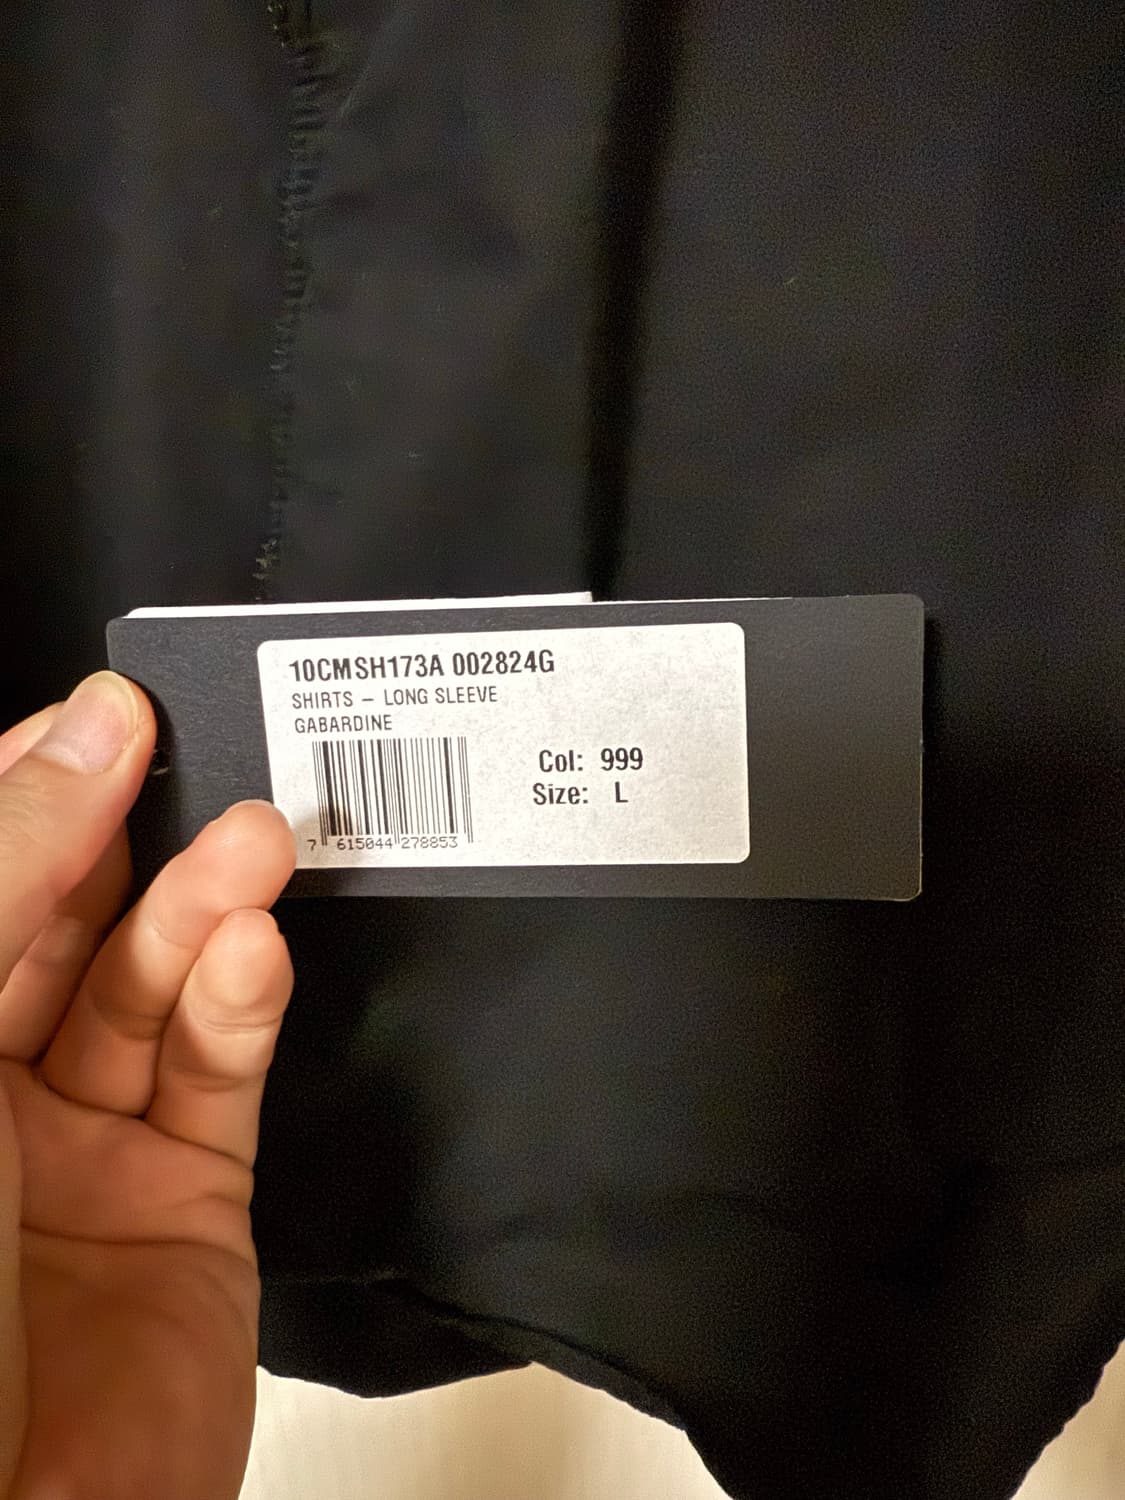 10CMSH173A 002824G
SHIRTS – LONG SLEEVE
GABARDINE
Col: 999
Size: L
7 615044 278853